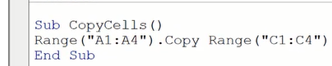 Sub CopyCells()
Range("A1:A4").Copy Range("C1:C4")
End Sub